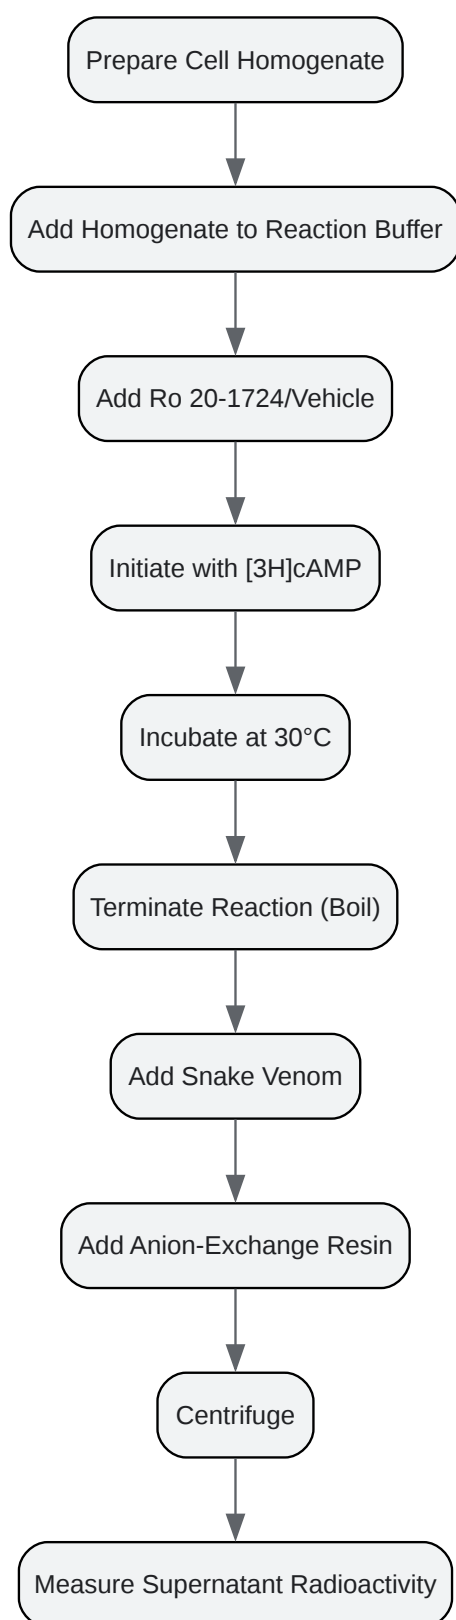 Prepare Cell Homogenate
Add Homogenate to Reaction Buffer
Add Ro 20-1724/Vehicle
Initiate with [3H]cAMP
Incubate at 30°C
Terminate Reaction (Boil)
Add Snake Venom
Add Anion-Exchange Resin
Centrifuge
Measure Supernatant Radioactivity